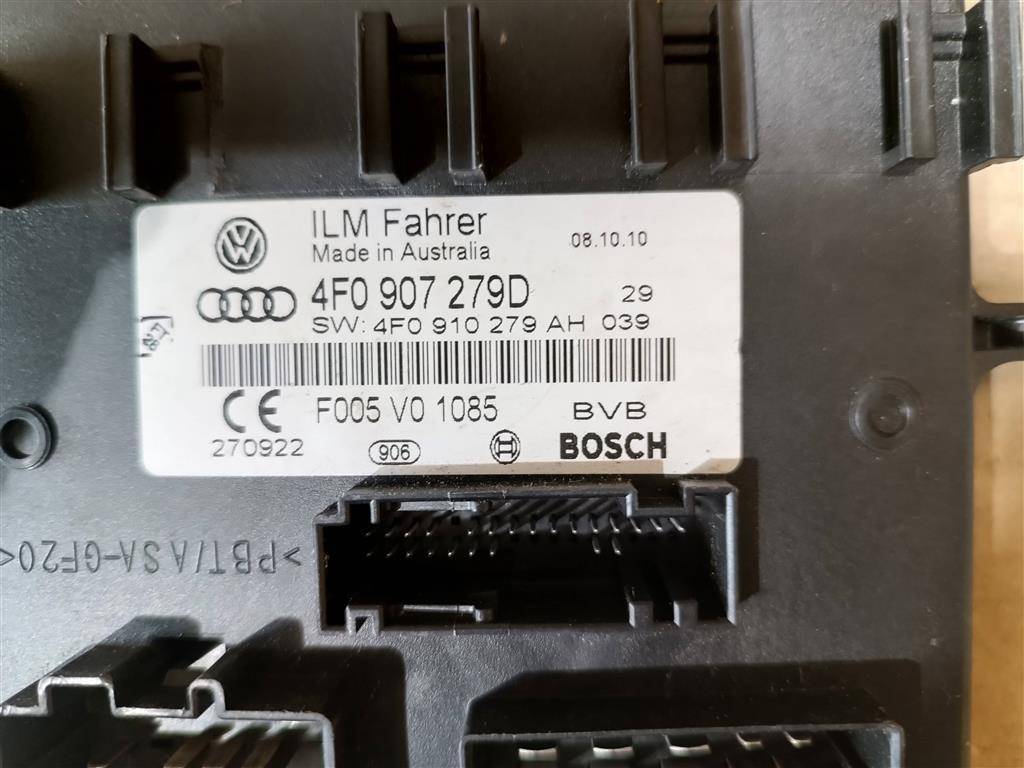 ILM Fahrer
Made in Australia
08.10.10
4F0 907 279D
29
SW: 4F0 910 279 AH 039
CE
F005 V0 1085
BVB
270922
906
BOSCH
>PBT/ASA-GF20<